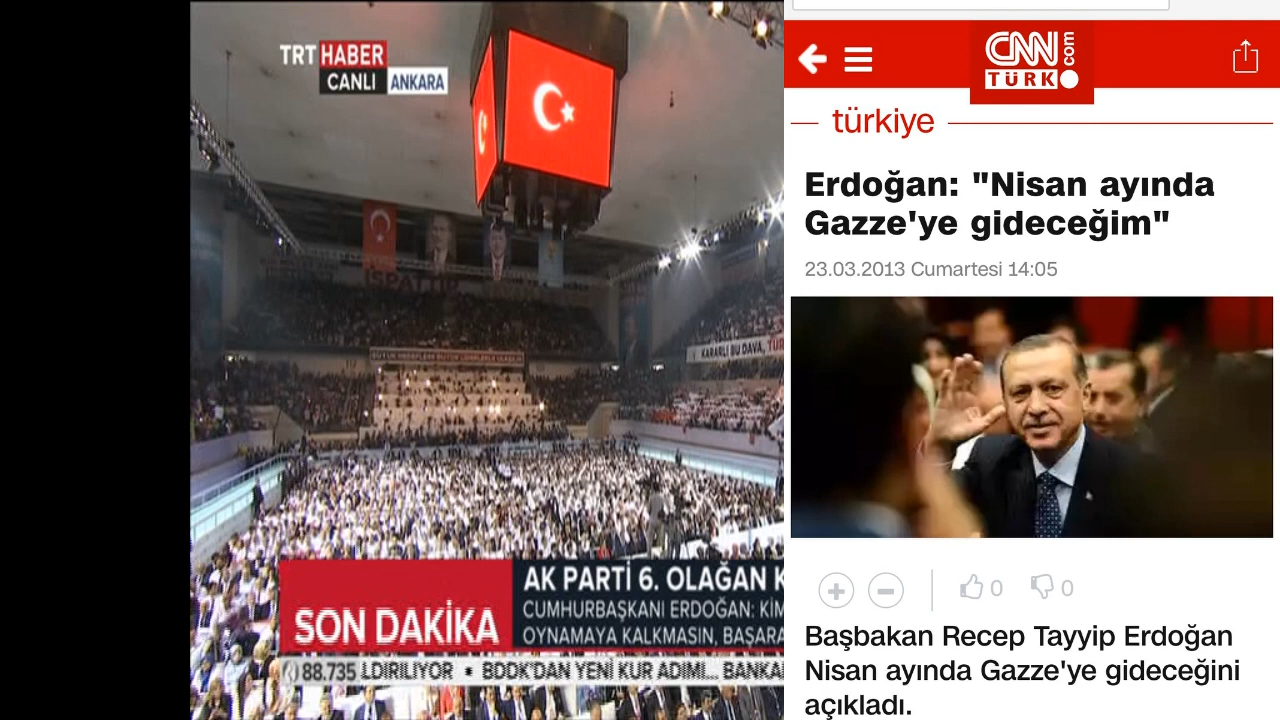 TRT HABER
CANLI ANKARA
KARARLI BU DAVA, TÜR
SON DAKİKA
AK PARTİ 6. OLAĞAN K
CUMHURBAŞKANI ERDOĞAN: KİM
OYNAMAYA KALKMASIN, BAŞARA
88.735 LDIRILIYOR • BDDK'DAN YENİ KUR ADIMI... BANKA
CNN
TÜRK
com
türkiye
Erdoğan: "Nisan ayında
Gazze'ye gideceğim"
23.03.2013 Cumartesi 14:05
0 0
Başbakan Recep Tayyip Erdoğan
Nisan ayında Gazze'ye gideceğini
açıkladı.